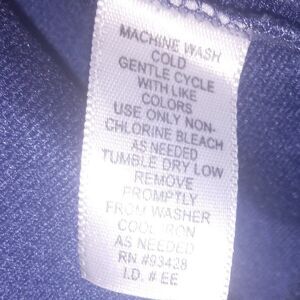 MACHINE WASH
COLD
GENTLE CYCLE
WITH LIKE
COLORS
USE ONLY NON-
CHLORINE BLEACH
AS NEEDED
TUMBLE DRY LOW
REMOVE
PROMPTLY
FROM WASHER
COOL IRON
AS NEEDED
RN #93428
I.D. # EE